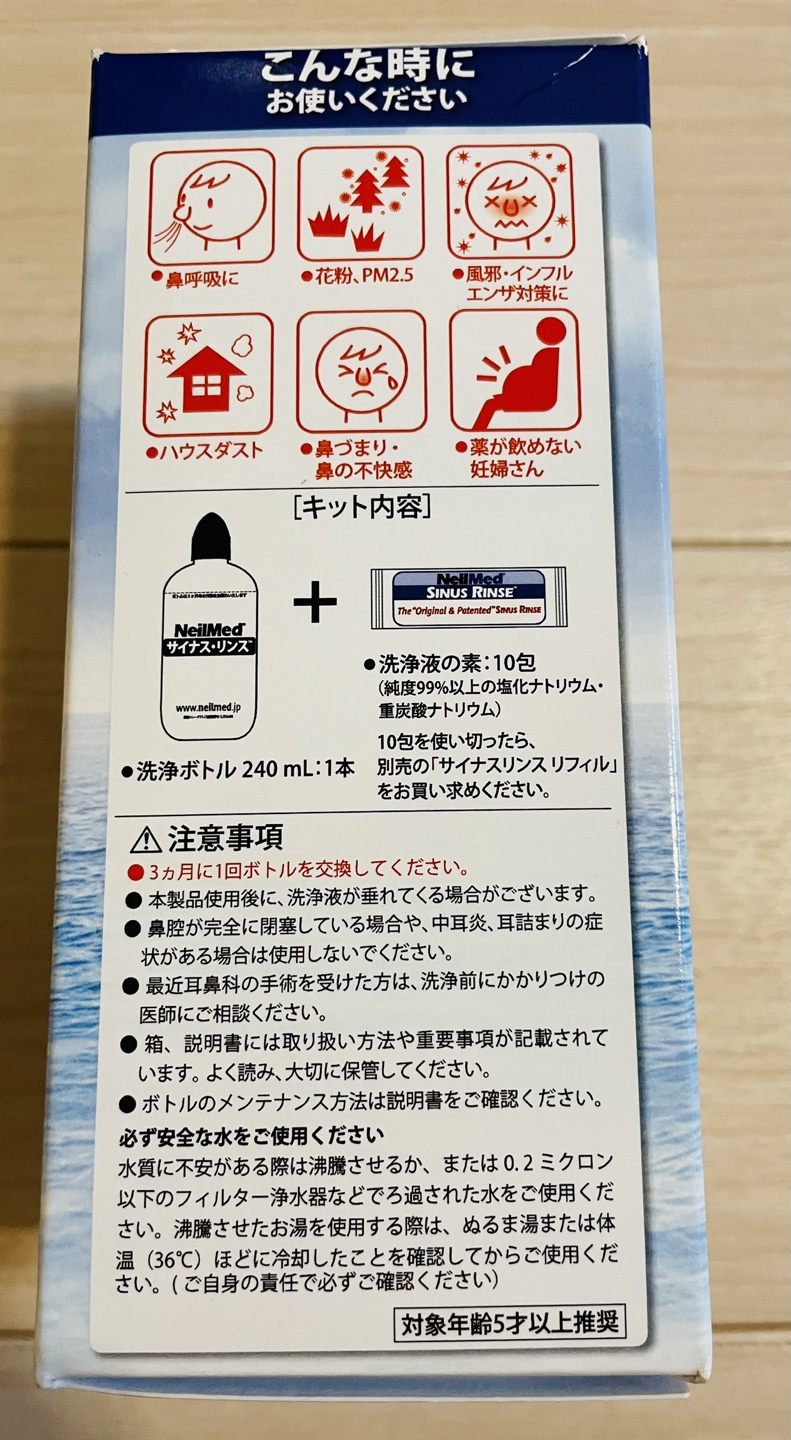 こんな時に
お使いください
●鼻呼吸に
●花粉、PM2.5
●風邪・インフル
エンザ対策に
●ハウスダスト
●鼻づまり・
鼻の不快感
●薬が飲めない
妊婦さん
［キット内容］
NeilMed
サイナス・リンス
www.neilmed.jp
+
NeilMed
SINUS RINSE
The "Original & Patented" SINUS RINSE
●洗浄液の素：10包
（純度99%以上の塩化ナトリウム・
重炭酸ナトリウム）
10包を使い切ったら、
別売の「サイナスリンス リフィル」
をお買い求めください。
●洗浄ボトル 240 mL：1本
⚠注意事項
●3ヵ月に1回ボトルを交換してください。
●本製品使用後に、洗浄液が垂れてくる場合がございます。
●鼻腔が完全に閉塞している場合や、中耳炎、耳詰まりの症
状がある場合は使用しないでください。
●最近耳鼻科の手術を受けた方は、洗浄前にかかりつけの
医師にご相談ください。
●箱、説明書には取り扱い方法や重要事項が記載されて
います。よく読み、大切に保管してください。
●ボトルのメンテナンス方法は説明書をご確認ください。
必ず安全な水をご使用ください
水質に不安がある際は沸騰させるか、または0.2ミクロン
以下のフィルター浄水器などでろ過された水をご使用くだ
さい。沸騰させたお湯を使用する際は、ぬるま湯または体
温（36℃）ほどに冷却したことを確認してからご使用くだ
さい。(ご自身の責任で必ずご確認ください）
対象年齢5才以上推奨